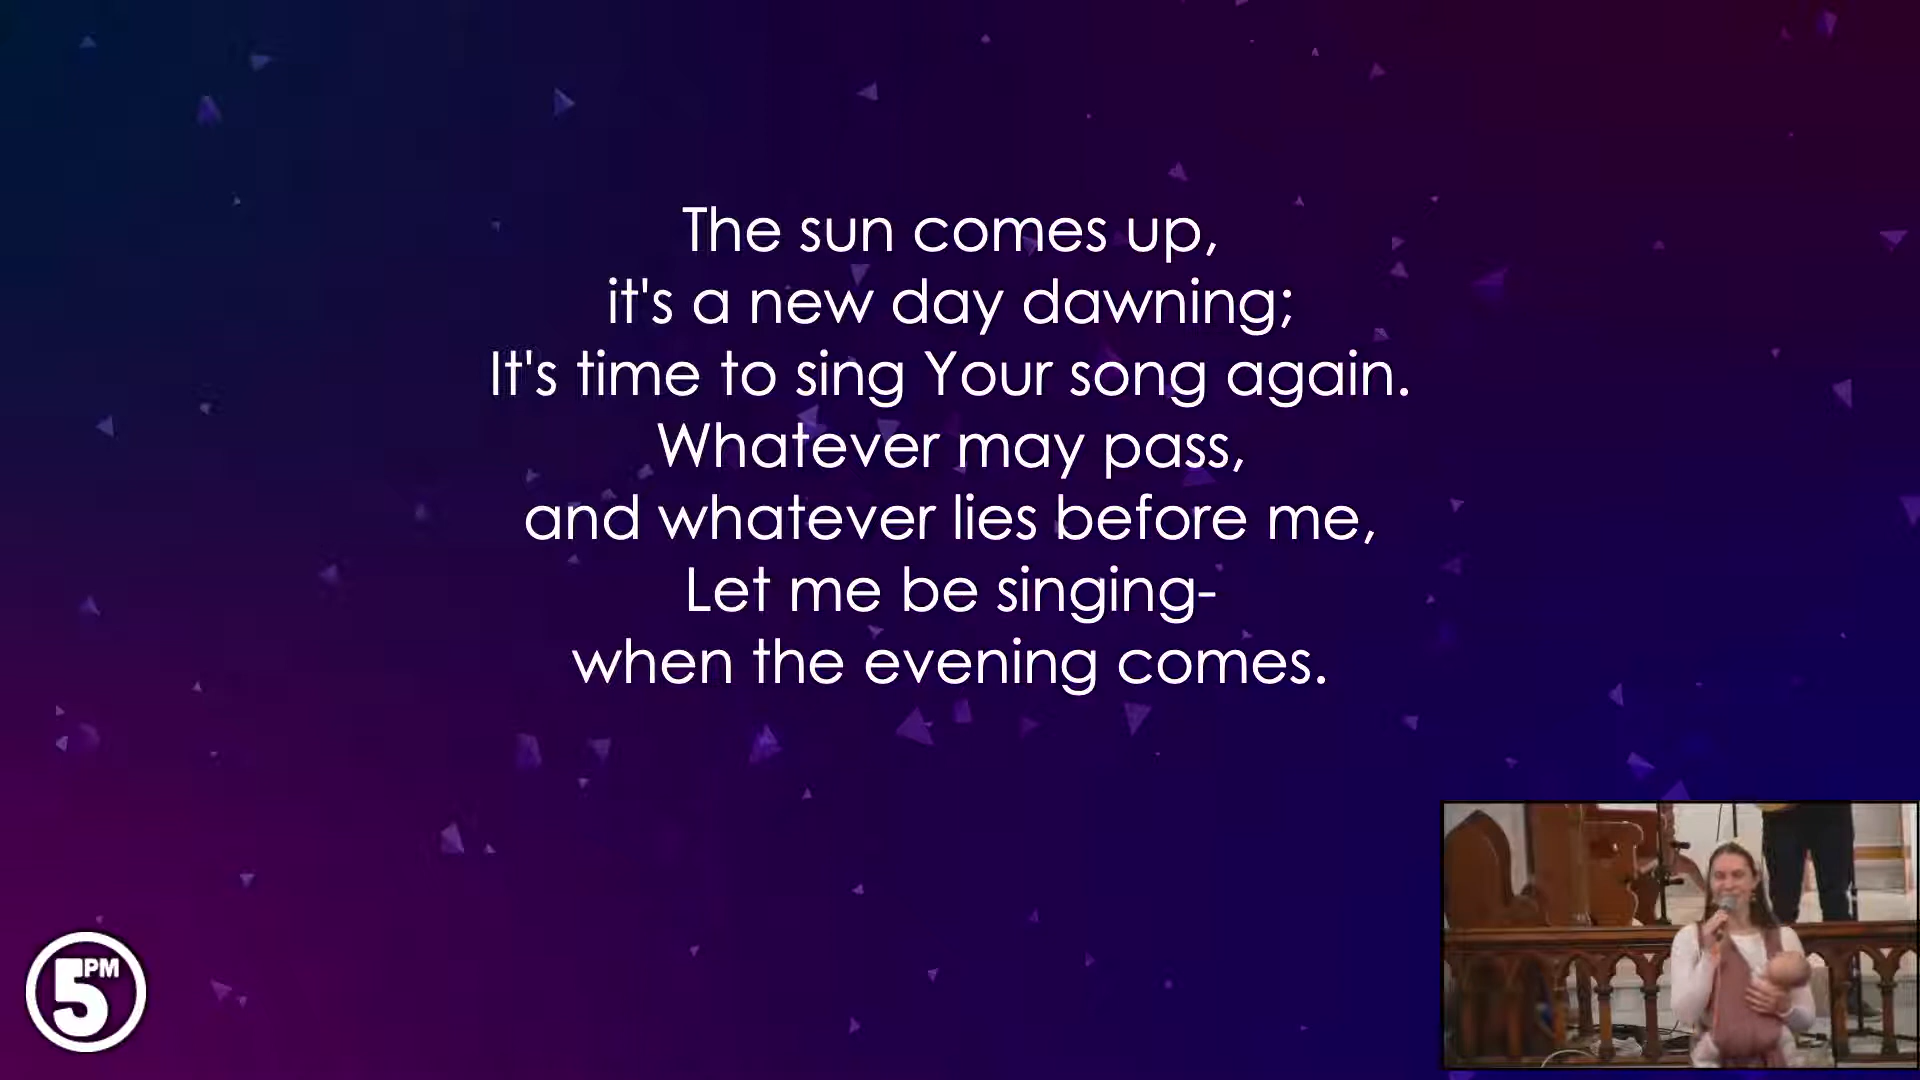 The sun comes up,
it's a new day dawning;
It's time to sing Your song again.
Whatever may pass,
and whatever lies before me,
Let me be singing-
when the evening comes.
5PM